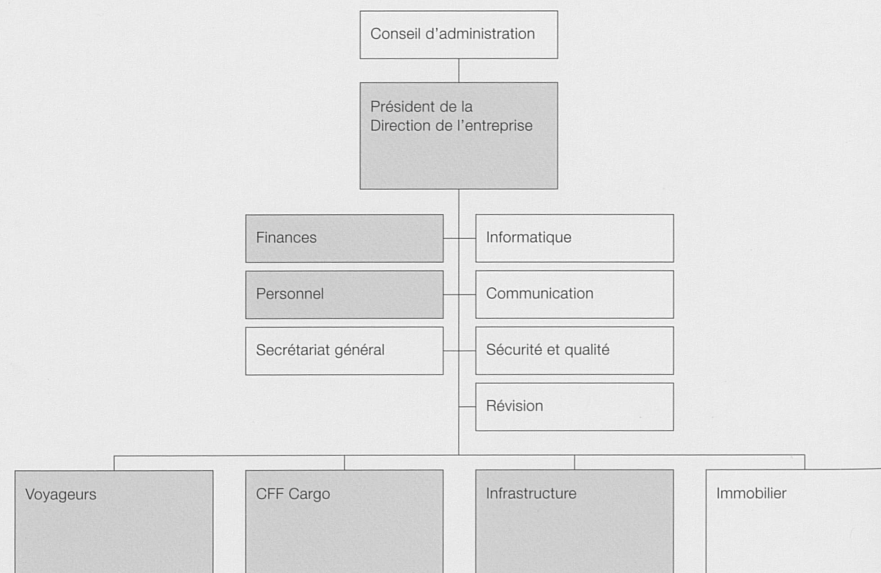 Conseil d'administration
Président de la
Direction de l'entreprise
Finances
Informatique
Personnel
Communication
Secrétariat général
Sécurité et qualité
Révision
Voyageurs
CFF Cargo
Infrastructure
Immobilier